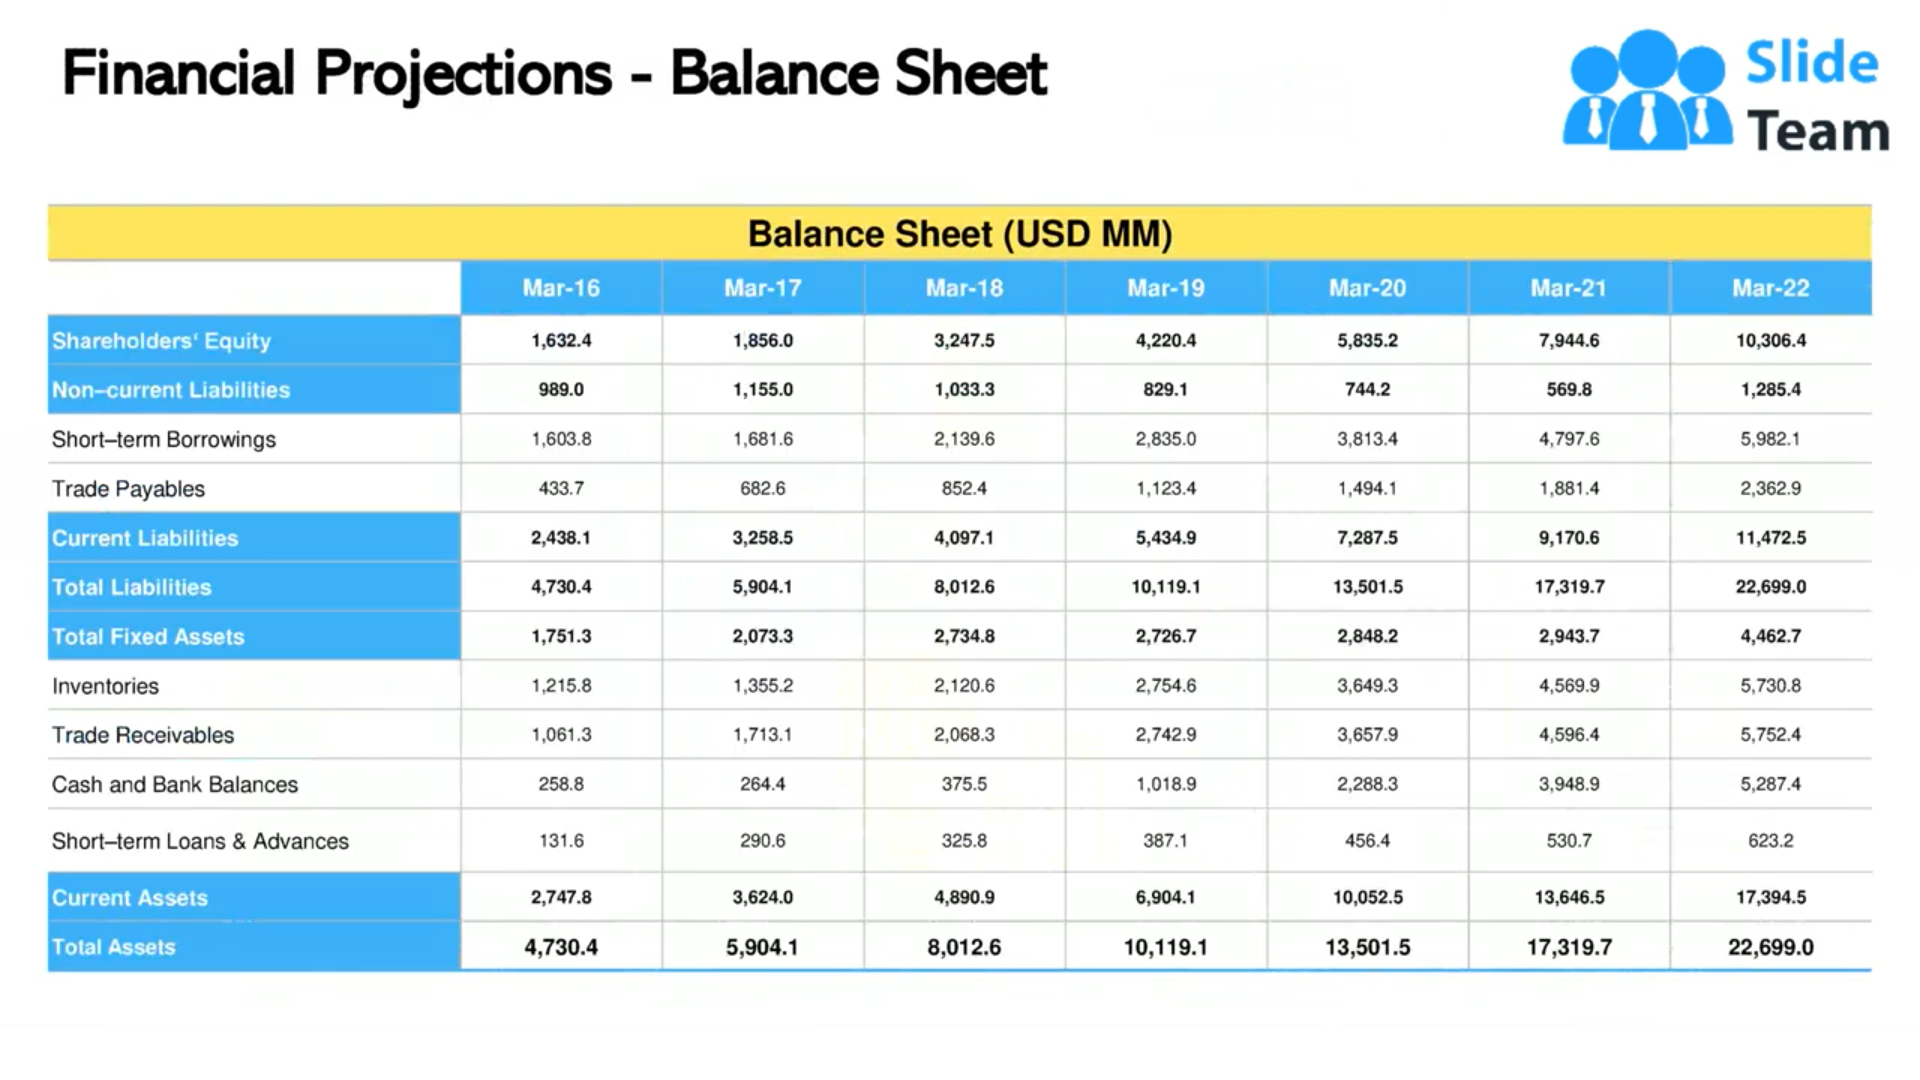 Financial Projections - Balance Sheet
Slide
Team
Balance Sheet (USD MM)
Mar-16 Mar-17 Mar-18 Mar-19 Mar-20 Mar-21 Mar-22
Shareholders' Equity 1,632.4 1,856.0 3,247.5 4,220.4 5,835.2 7,944.6 10,306.4
Non–current Liabilities 989.0 1,155.0 1,033.3 829.1 744.2 569.8 1,285.4
Short–term Borrowings 1,603.8 1,681.6 2,139.6 2,835.0 3,813.4 4,797.6 5,982.1
Trade Payables 433.7 682.6 852.4 1,123.4 1,494.1 1,881.4 2,362.9
Current Liabilities 2,438.1 3,258.5 4,097.1 5,434.9 7,287.5 9,170.6 11,472.5
Total Liabilities 4,730.4 5,904.1 8,012.6 10,119.1 13,501.5 17,319.7 22,699.0
Total Fixed Assets 1,751.3 2,073.3 2,734.8 2,726.7 2,848.2 2,943.7 4,462.7
Inventories 1,215.8 1,355.2 2,120.6 2,754.6 3,649.3 4,569.9 5,730.8
Trade Receivables 1,061.3 1,713.1 2,068.3 2,742.9 3,657.9 4,596.4 5,752.4
Cash and Bank Balances 258.8 264.4 375.5 1,018.9 2,288.3 3,948.9 5,287.4
Short–term Loans & Advances 131.6 290.6 325.8 387.1 456.4 530.7 623.2
Current Assets 2,747.8 3,624.0 4,890.9 6,904.1 10,052.5 13,646.5 17,394.5
Total Assets 4,730.4 5,904.1 8,012.6 10,119.1 13,501.5 17,319.7 22,699.0